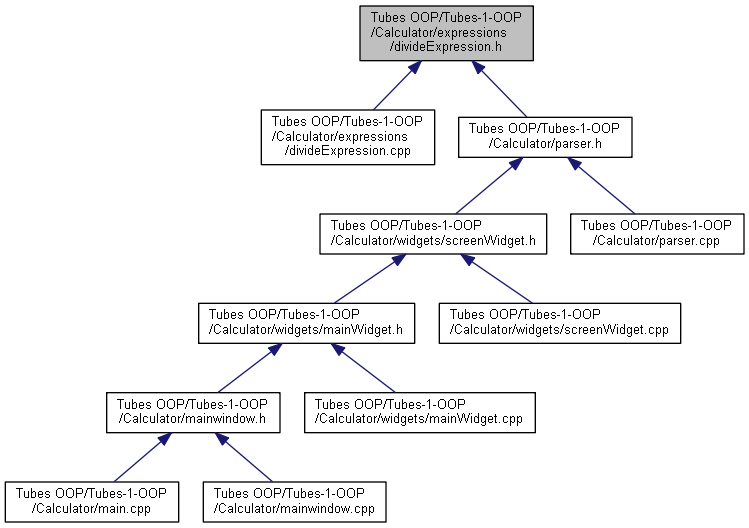 Tubes OOP/Tubes-1-OOP
/Calculator/expressions
/divideExpression.h
Tubes OOP/Tubes-1-OOP
/Calculator/expressions
/divideExpression.cpp
Tubes OOP/Tubes-1-OOP
/Calculator/parser.h
Tubes OOP/Tubes-1-OOP
/Calculator/widgets/screenWidget.h
Tubes OOP/Tubes-1-OOP
/Calculator/parser.cpp
Tubes OOP/Tubes-1-OOP
/Calculator/widgets/mainWidget.h
Tubes OOP/Tubes-1-OOP
/Calculator/widgets/screenWidget.cpp
Tubes OOP/Tubes-1-OOP
/Calculator/mainwindow.h
Tubes OOP/Tubes-1-OOP
/Calculator/widgets/mainWidget.cpp
Tubes OOP/Tubes-1-OOP
/Calculator/main.cpp
Tubes OOP/Tubes-1-OOP
/Calculator/mainwindow.cpp